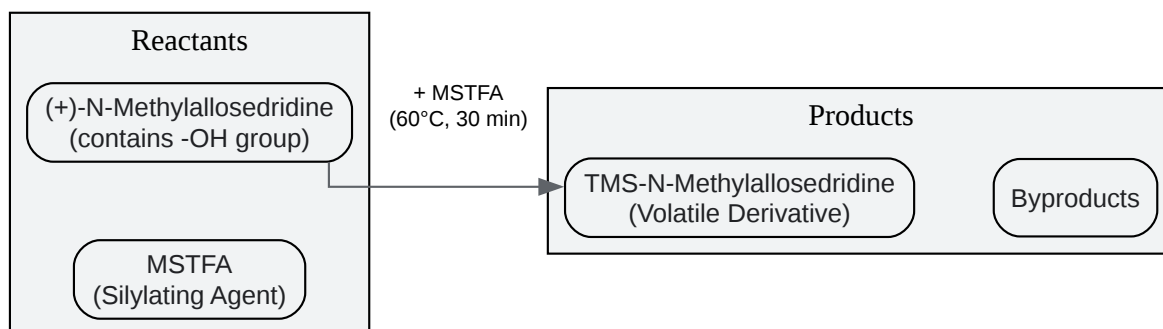 Reactants
(+)-N-Methylallosedridine
(contains -OH group)
MSTFA
(Silylating Agent)
+ MSTFA
(60°C, 30 min)
Products
TMS-N-Methylallosedridine
(Volatile Derivative)
Byproducts